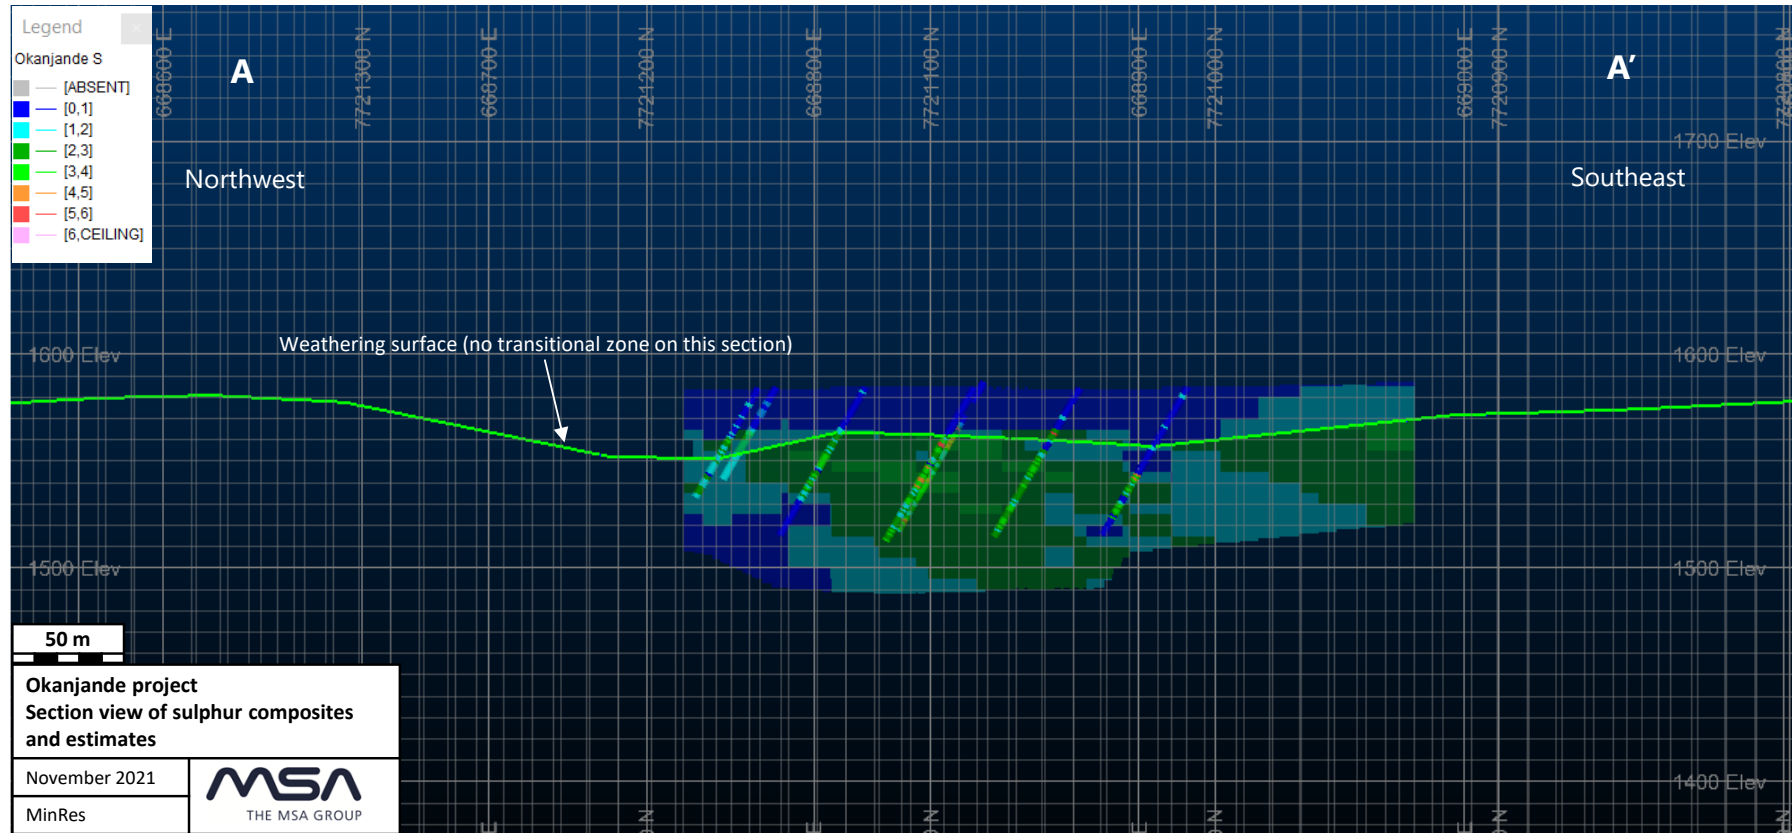 Legend
Okanjande S
[ABSENT]
[0,1]
[1,2]
[2,3]
[3,4]
[4,5]
[5,6]
[6,CEILING]
A
A'
668600 E
7721300 N
668700 E
7721200 N
668800 E
7721100 N
668900 E
7721000 N
669000 E
7720900 N
7720800 N
1700 Elev
Northwest
Southeast
Weathering surface (no transitional zone on this section)
1600 Elev
1600 Elev
1500 Elev
1500 Elev
1400 Elev
50 m
Okanjande project
Section view of sulphur composites
and estimates
November 2021
MinRes
MSA
THE MSA GROUP